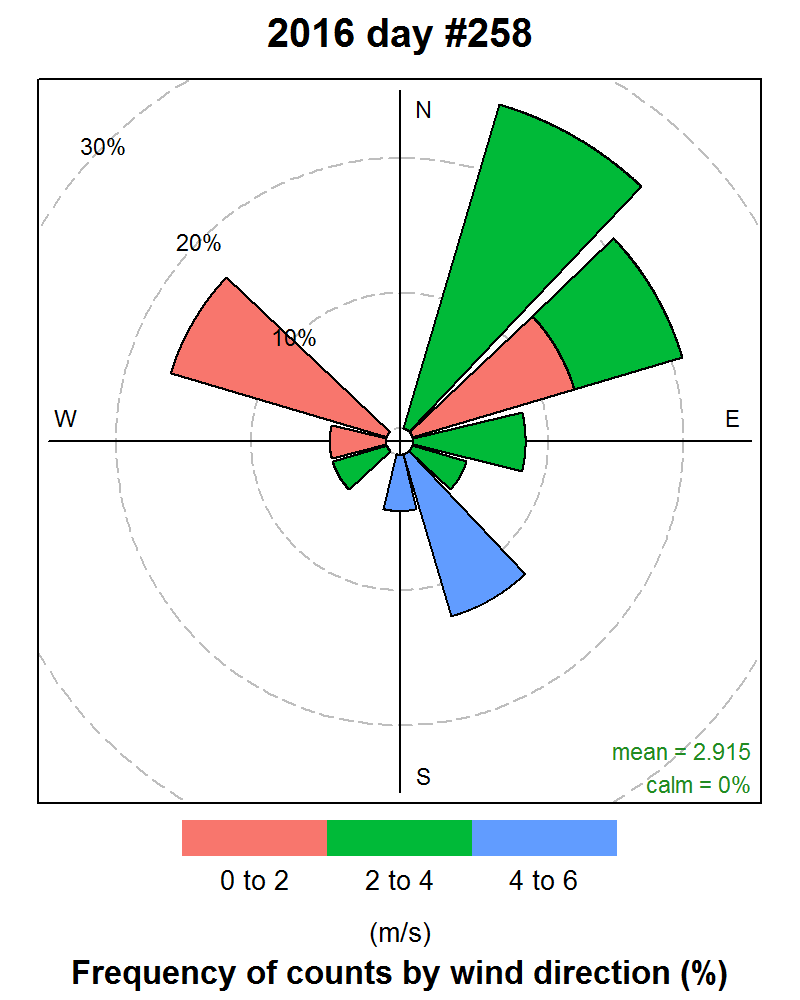 2016 day #258
N
30%
20%
10%
W
E
mean = 2.915
S
calm = 0%
0 to 2 2 to 4 4 to 6
(m/s)
Frequency of counts by wind direction (%)